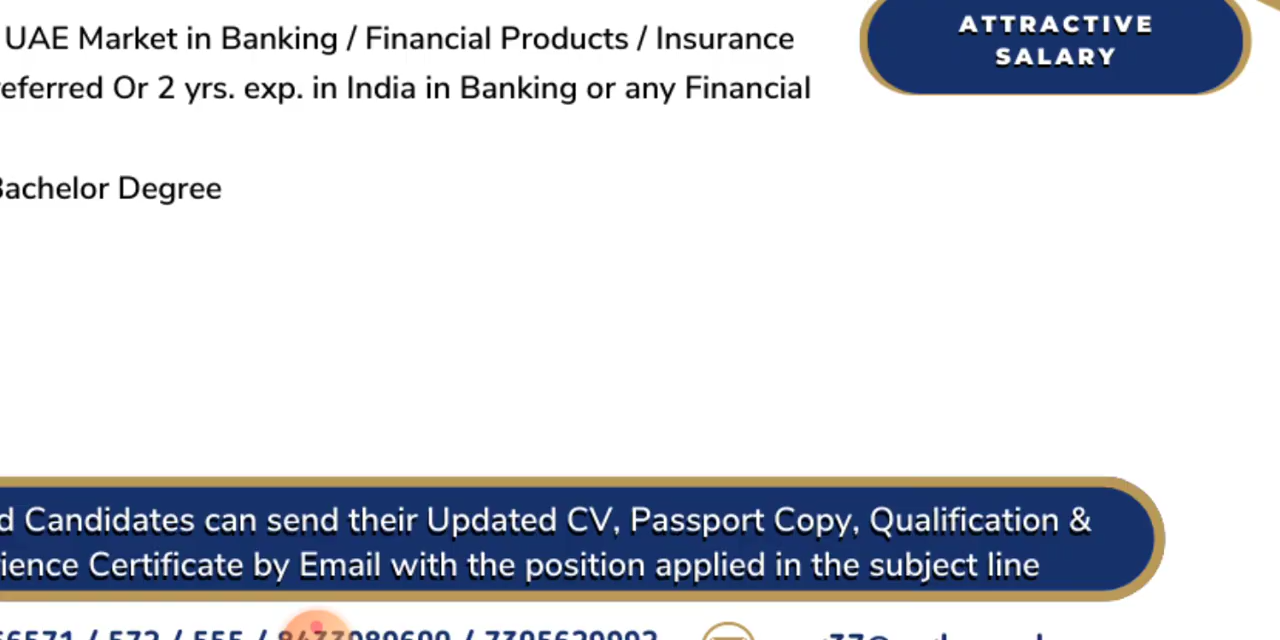 UAE Market in Banking / Financial Products / Insurance
ATTRACTIVE
SALARY
eferred Or 2 yrs. exp. in India in Banking or any Financial
Bachelor Degree
d Candidates can send their Updated CV, Passport Copy, Qualification &
ience Certificate by Email with the position applied in the subject line